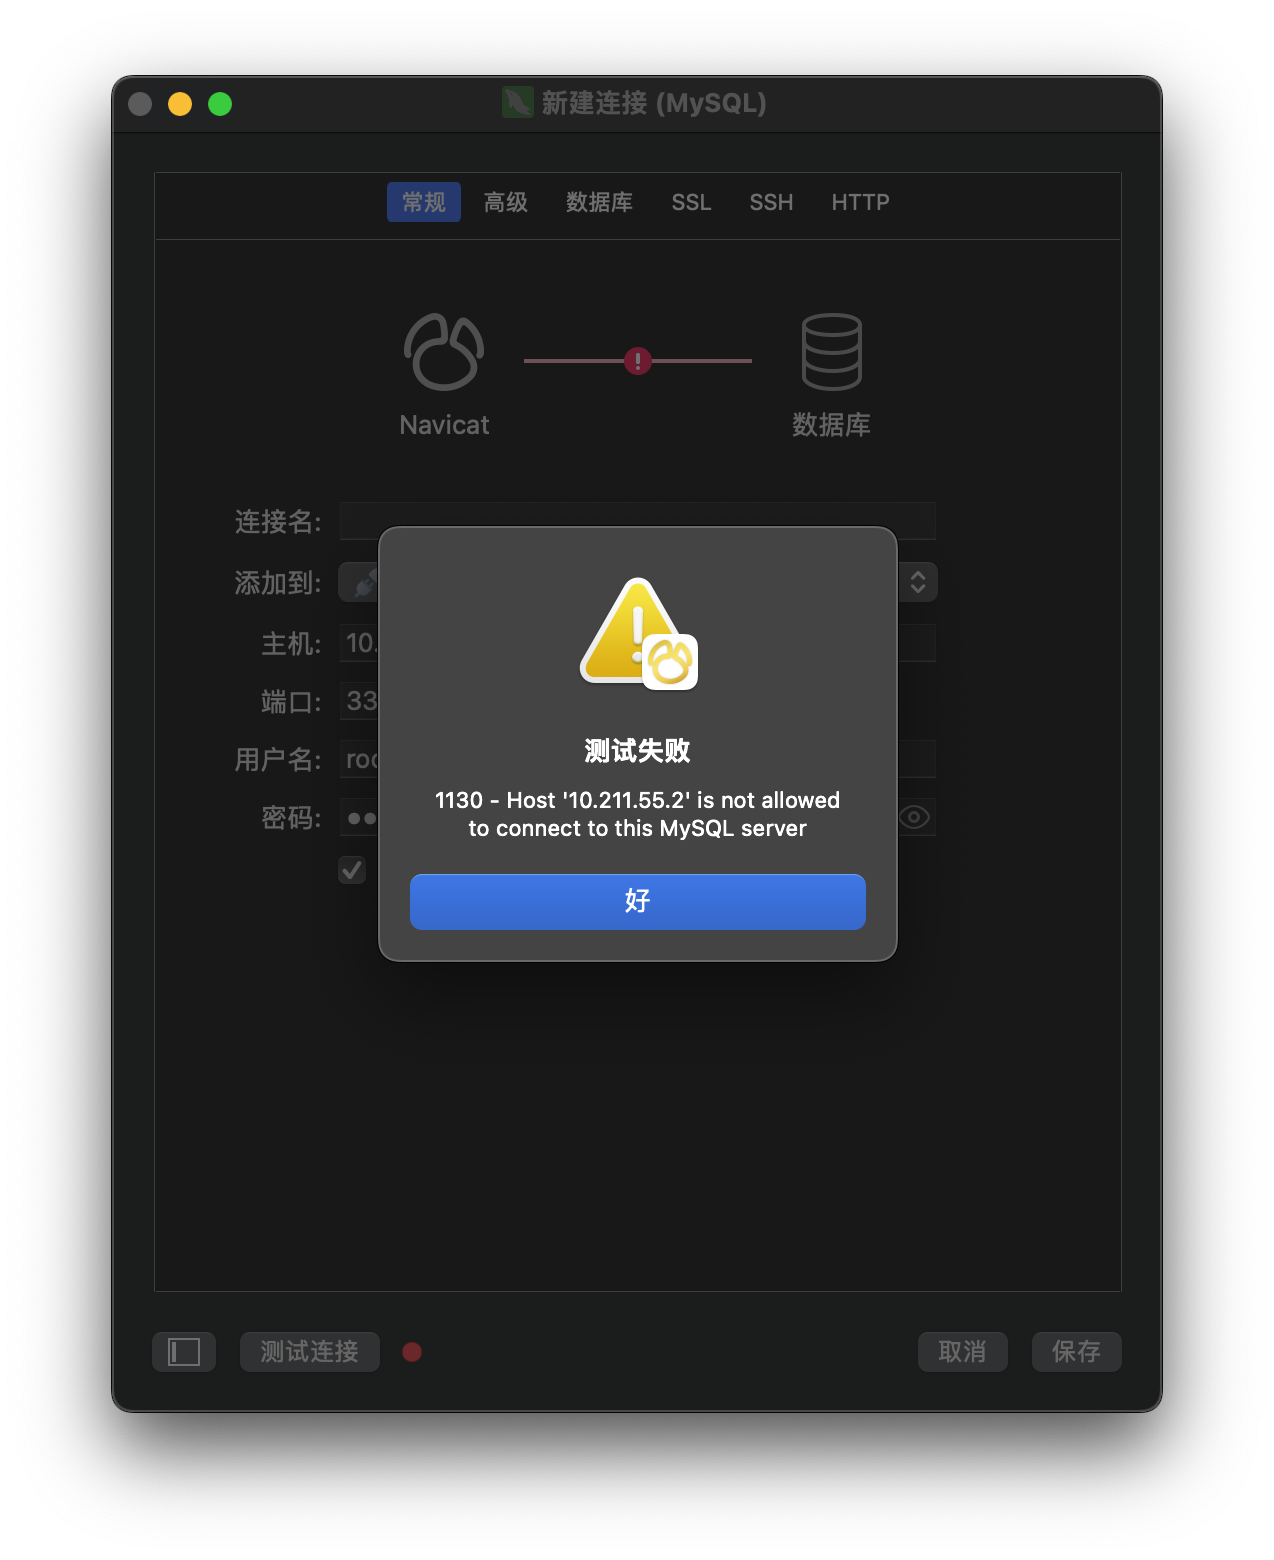 新建连接 (MySQL)
常规 高级 数据库 SSL SSH HTTP
Navicat 数据库
连接名:
添加到:
主机: 10.
端口: 33
用户名:
密码:
测试失败
1130 - Host '10.211.55.2' is not allowed
to connect to this MySQL server
好
测试连接 取消 保存